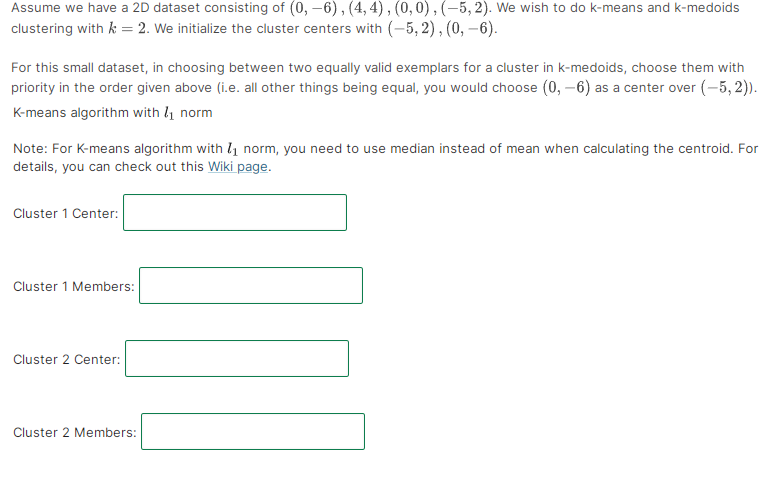 Assume we have a 2D dataset consisting of (0, −6) , (4, 4) , (0, 0) , (−5, 2). We wish to do k-means and k-medoids
clustering with k = 2. We initialize the cluster centers with (−5, 2) , (0, −6).
For this small dataset, in choosing between two equally valid exemplars for a cluster in k-medoids, choose them with
priority in the order given above (i.e. all other things being equal, you would choose (0, −6) as a center over (−5, 2)).
K-means algorithm with l₁ norm
Note: For K-means algorithm with l₁ norm, you need to use median instead of mean when calculating the centroid. For
details, you can check out this Wiki page.
Cluster 1 Center:
Cluster 1 Members:
Cluster 2 Center:
Cluster 2 Members: